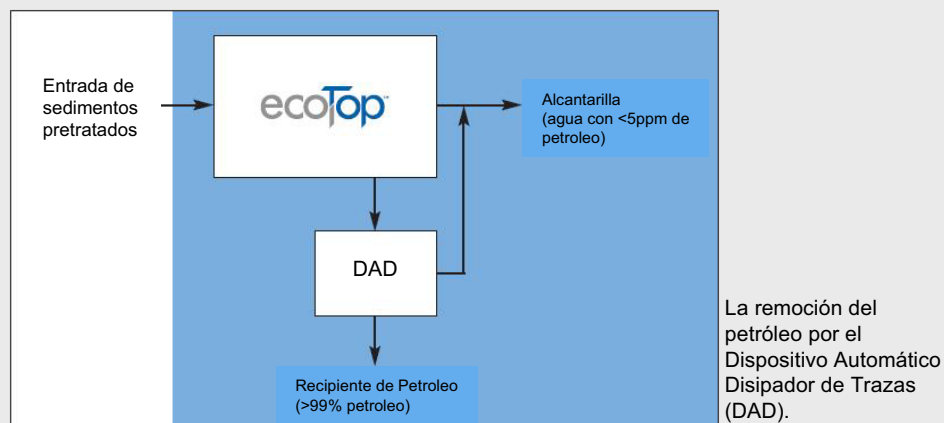 Entrada de
sedimentos
pretratados
ecoTop™
Alcantarilla
(agua con <5ppm de
petroleo)
DAD
Recipiente de Petroleo
(>99% petroleo)
La remoción del
petróleo por el
Dispositivo Automático
Disipador de Trazas
(DAD).